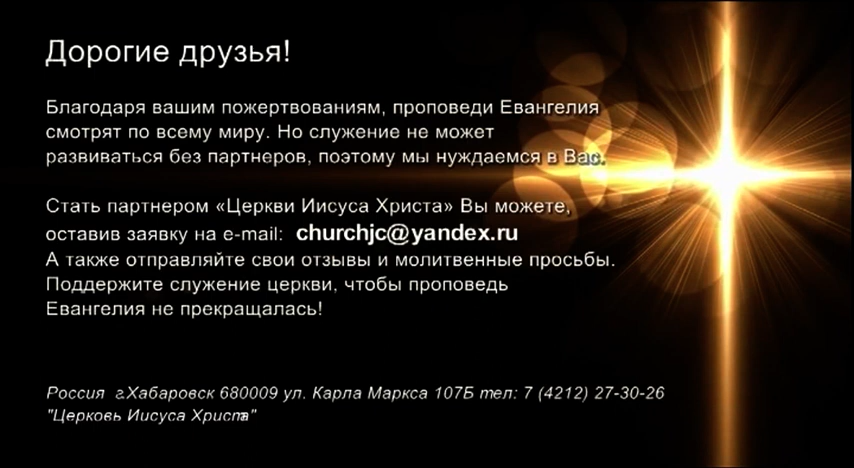 Дорогие друзья!
Благодаря вашим пожертвованиям, проповеди Евангелия
смотрят по всему миру. Но служение не может
развиваться без партнеров, поэтому мы нуждаемся в Вас.
Стать партнером «Церкви Иисуса Христа» Вы можете,
оставив заявку на e-mail: churchjc@yandex.ru
А также отправляйте свои отзывы и молитвенные просьбы.
Поддержите служение церкви, чтобы проповедь
Евангелия не прекращалась!
Россия г.Хабаровск 680009 ул. Карла Маркса 107Б тел: 7 (4212) 27-30-26
"Церковь Иисуса Христа"